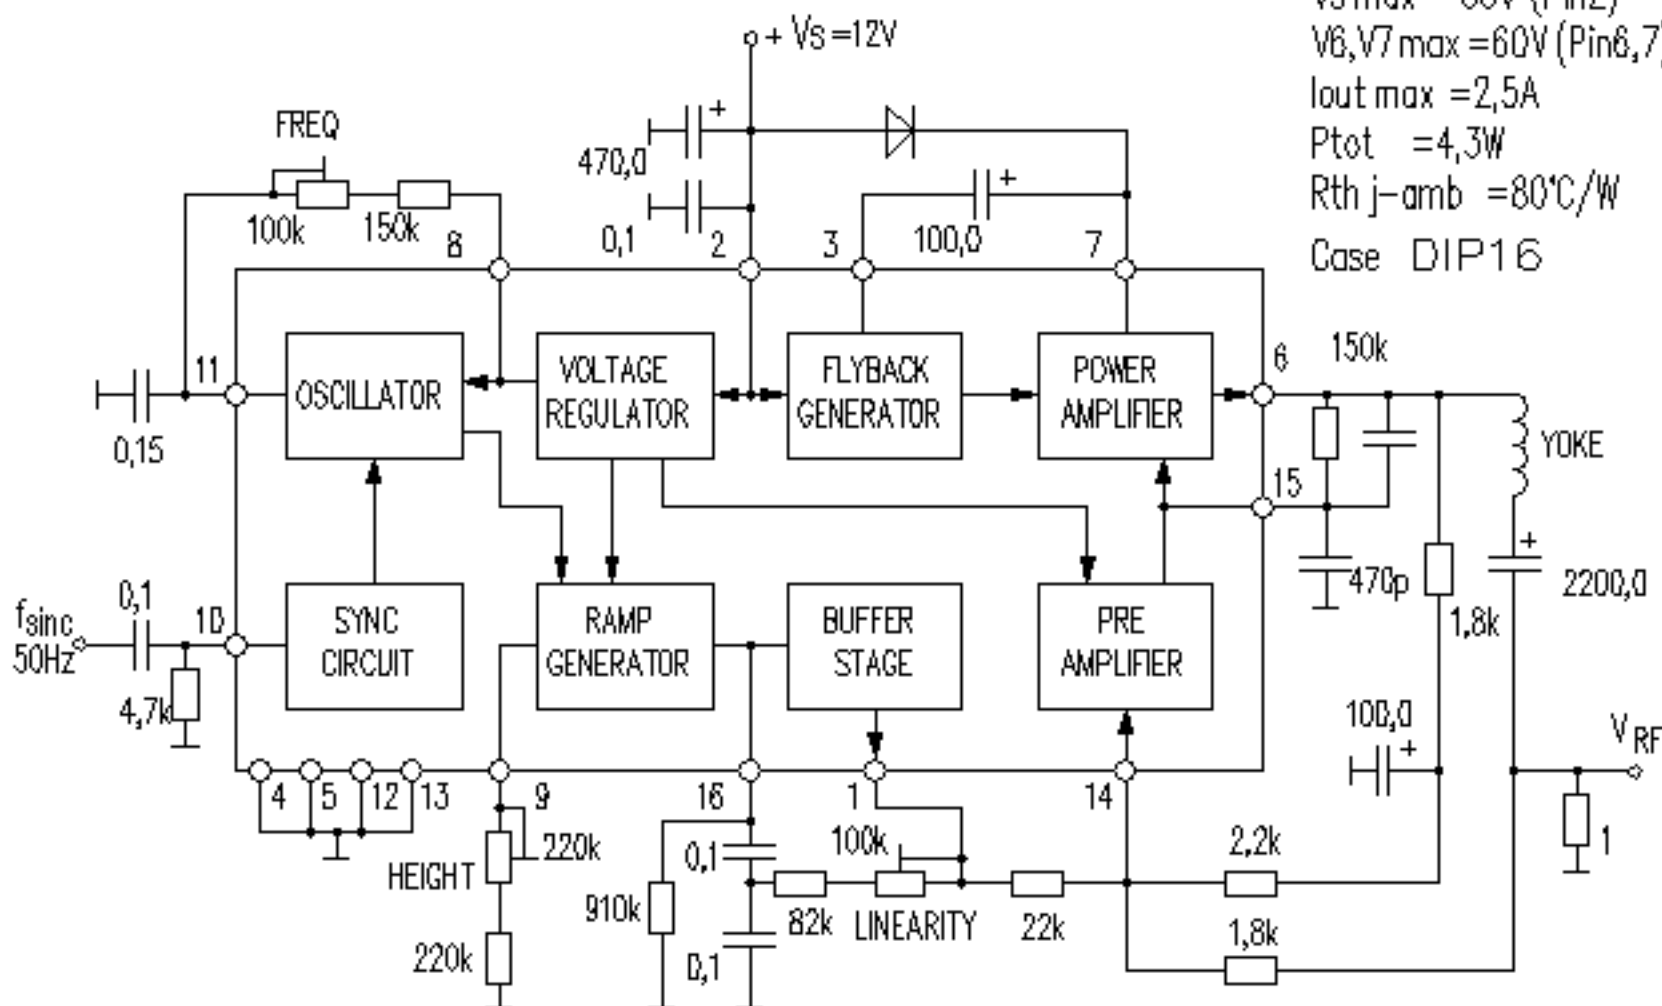 + Vs =12V
V6,V7 max =60V (Pin6,7)
Iout max =2,5A
Ptot =4,3W
Rth j-amb =80°C/W
Case DIP16
FREQ
100k
150k
470,0
0,1
100,0
8
2
3
7
11
0,15
OSCILLATOR
VOLTAGE
REGULATOR
FLYBACK
GENERATOR
POWER
AMPLIFIER
6
150k
YOKE
15
470p
1,8k
2200,0
fsinc
50Hz
0,1
10
4,7k
SYNC
CIRCUIT
RAMP
GENERATOR
BUFFER
STAGE
PRE
AMPLIFIER
100,0
VRF
1
4
5
12
13
9
16
1
14
HEIGHT
220k
220k
910k
0,1
0,1
82k
100k
LINEARITY
22k
2,2k
1,8k